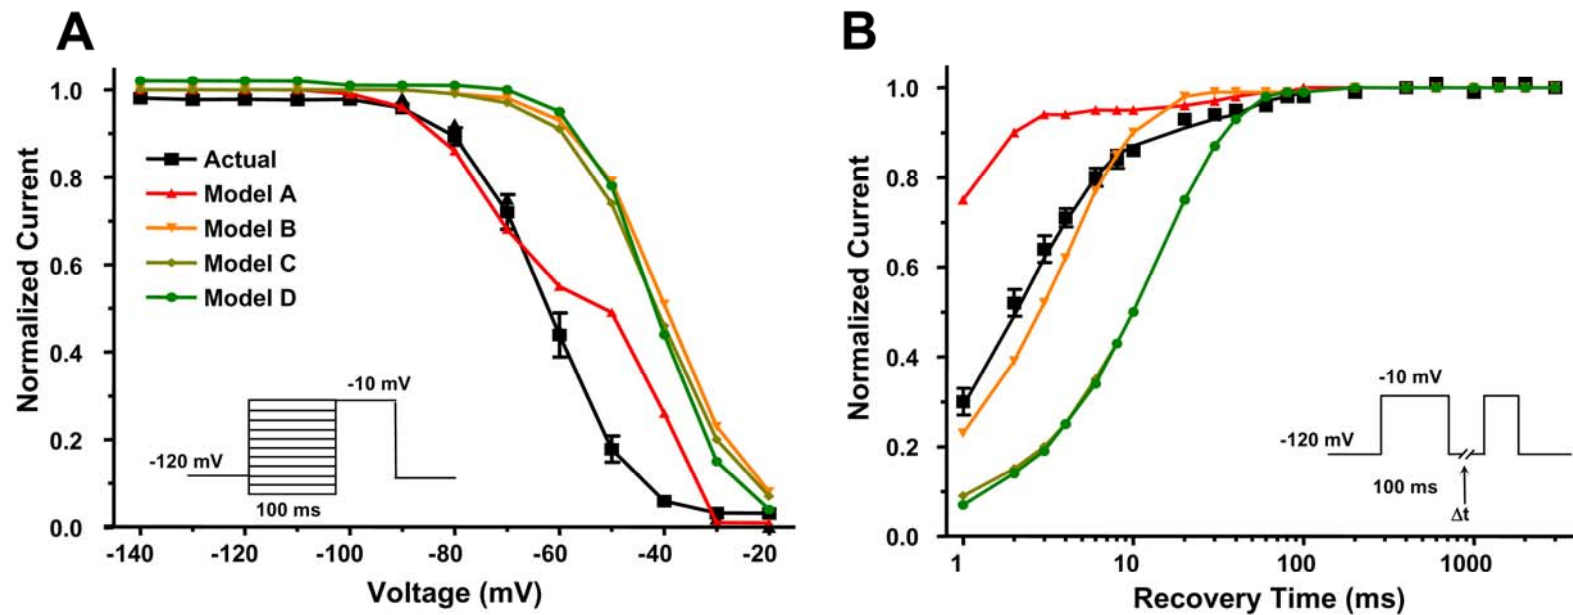 A
Normalized Current
1.0
0.8
0.6
0.4
0.2
0.0
Actual
Model A
Model B
Model C
Model D
-10 mV
-120 mV
100 ms
-140
-120
-100
-80
-60
-40
-20
Voltage (mV)
B
Normalized Current
1.0
0.8
0.6
0.4
0.2
0.0
-10 mV
-120 mV
100 ms
Δt
1
10
100
1000
Recovery Time (ms)